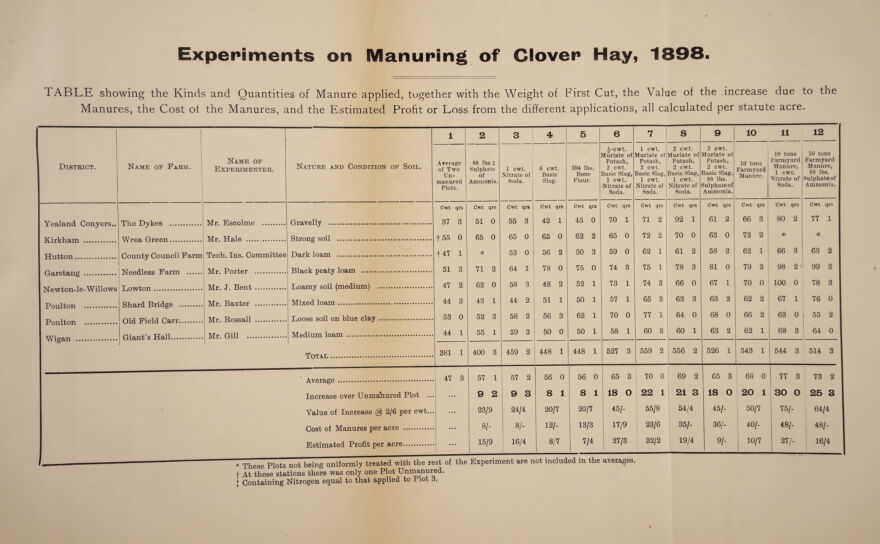 Experiments on Manuring of Clover Hay, 1898.
TABLE showing the Kinds and Quantities of Manure applied, together with the Weight of First Cut, the Value of the increase due to the
Manures, the Cost of the Manures, and the Estimated Profit or Loss from the different applications, all calculated per statute acre.
DISTRICT. NAME OF FARM. NAME OF EXPERIMENTER. NATURE AND CONDITION OF SOIL. 1 2 3 4 5 6 7 8 9 10 11 12
Average of Two Un-manured Plots.
88 lbs.‡ Sulphate of Ammonia.
1 cwt. Nitrate of Soda.
6 cwt. Basic Slag.
394 lbs. Bone Flour.
½-cwt. Muriate of Potash, 2 cwt. Basic Slag, 1 cwt. Nitrate of Soda.
1 cwt. Muriate of Potash, 2 cwt. Basic Slag, 1 cwt. Nitrate of Soda.
2 cwt. Muriate of Potash, 2 cwt. Basic Slag, 1 cwt. Nitrate of Soda.
2 cwt. Muriate of Potash, 2 cwt. Basic Slag, 88 lbs. Sulphate of Ammonia.
10 tons Farmyard Manure.
10 tons Farmyard Manure, 1 cwt. Nitrate of Soda.
10 tons Farmyard Manure, 88 lbs. Sulphate of Ammonia.
Cwt qrs Cwt qrs Cwt qrs Cwt qrs Cwt qrs Cwt qrs Cwt qrs Cwt qrs Cwt qrs Cwt qrs Cwt qrs Cwt qrs
Yealand Conyers.. The Dykes ............ Mr. Escolme ........ Gravelly ........ 37 3 51 0 55 3 42 1 45 0 70 1 71 2 92 1 61 2 66 3 80 2 77 1
Kirkham ............ Wrea Green......... Mr. Hale .......... Strong soil ........ †55 0 65 0 65 0 65 0 62 2 65 0 72 2 70 0 63 0 73 2 * *
Hutton............... County Council Farm Tech. Ins. Committee Dark loam ........ †47 1 * 53 0 56 2 50 3 59 0 62 1 61 2 58 2 62 1 66 3 63 2
Garstang ............ Needless Farm ...... Mr. Porter ........ Black peaty loam ........ 51 3 71 2 64 1 78 0 75 0 74 3 75 1 78 3 81 0 79 2 98 2 99 3
Newton-le-Willows Lowton............... Mr. J. Bent ........ Loamy soil (medium) ........ 47 2 62 0 58 3 48 2 52 1 73 1 74 3 66 0 67 1 70 0 100 0 78 3
Poulton ............ Shard Bridge ........ Mr. Baxter ........ Mixed loam........ 44 3 43 1 44 2 51 1 50 1 57 1 65 2 63 3 63 2 62 2 67 1 76 0
Poulton ............ Old Field Carr........ Mr. Rossall ........ Loose soil on blue clay........ 53 0 52 3 58 2 56 3 62 1 70 0 77 1 64 0 68 0 66 2 63 0 55 2
Wigan ............... Giant's Hall............ Mr. Gill ............ Medium loam........ 44 1 55 1 59 3 50 0 50 1 58 1 60 2 60 1 63 2 62 1 68 3 64 0
TOTAL........ 381 1 400 3 459 2 448 1 448 1 527 3 559 2 556 2 526 1 543 1 544 3 514 3
Average ........ 47 3 57 1 57 2 56 0 56 0 65 3 70 0 69 2 65 3 68 0 77 3 73 2
Increase over Unmanured Plot ... ... 9 2 9 3 8 1 8 1 18 0 22 1 21 3 18 0 20 1 30 0 25 3
Value of Increase @ 2/6 per cwt... ... 23/9 24/4 20/7 20/7 45/- 55/8 54/4 45/- 50/7 75/- 64/4
Cost of Manures per acre ............ ... 8/- 8/- 12/- 13/3 17/9 23/6 35/- 36/- 40/- 48/- 48/-
Estimated Profit per acre............ ... 15/9 16/4 8/7 7/4 27/3 32/2 19/4 9/- 10/7 27/- 16/4
* These Plots not being uniformly treated with the rest of the Experiment are not included in the averages.
† At these stations there was only one Plot Unmanured.
‡ Containing Nitrogen equal to that applied to Plot 3.